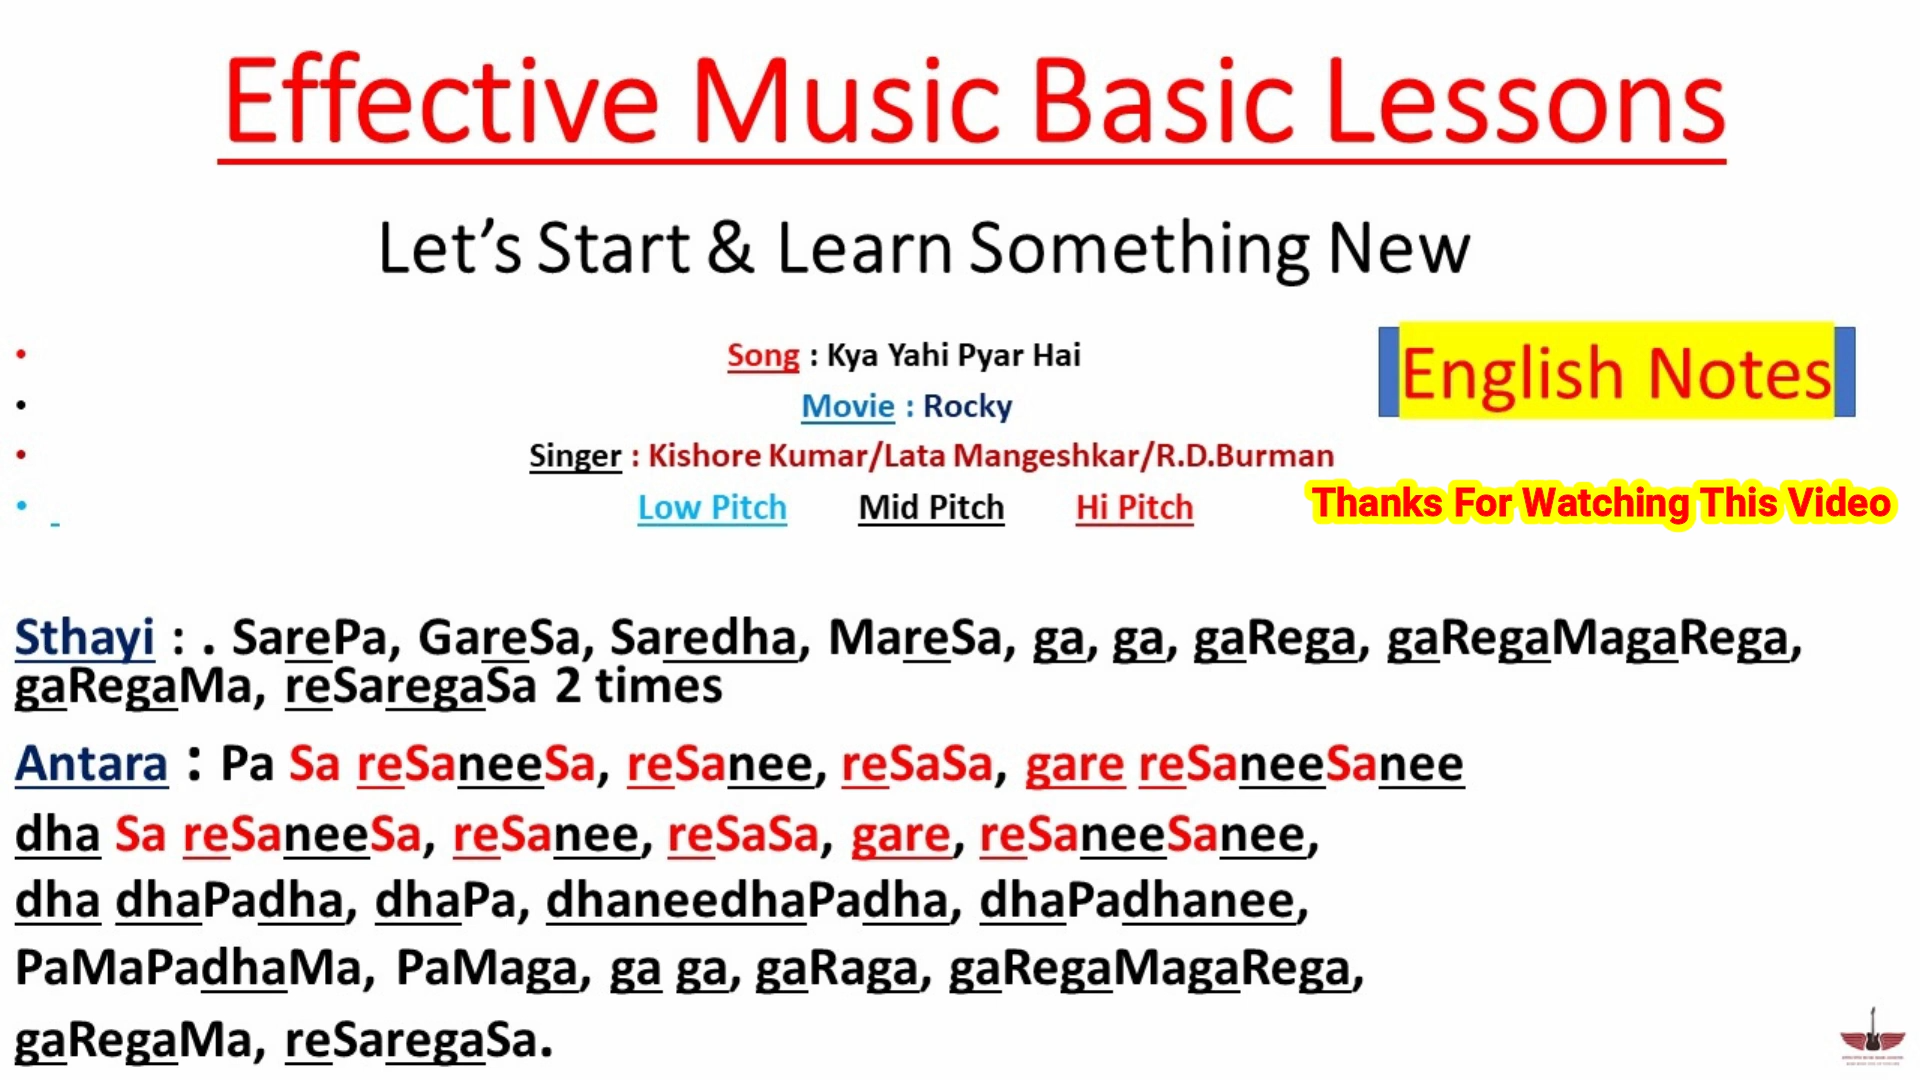 Effective Music Basic Lessons
Let's Start & Learn Something New
Song : Kya Yahi Pyar Hai
English Notes
Movie : Rocky
Singer : Kishore Kumar/Lata Mangeshkar/R.D.Burman
Low Pitch Mid Pitch Hi Pitch
Thanks For Watching This Video
Sthayi : . SarePa, GareSa, Saredha, MareSa, ga, ga, gaRega, gaRegaMagaRega,
gaRegaMa, reSaregaSa 2 times
Antara : Pa Sa reSaneeSa, reSanee, reSaSa, gare reSaneeSanee
dha Sa reSaneeSa, reSanee, reSaSa, gare, reSaneeSanee,
dha dhaPadha, dhaPa, dhaneedhaPadha, dhaPadhanee,
PaMaPadhaMa, PaMaga, ga ga, gaRaga, gaRegaMagaRega,
gaRegaMa, reSaregaSa.